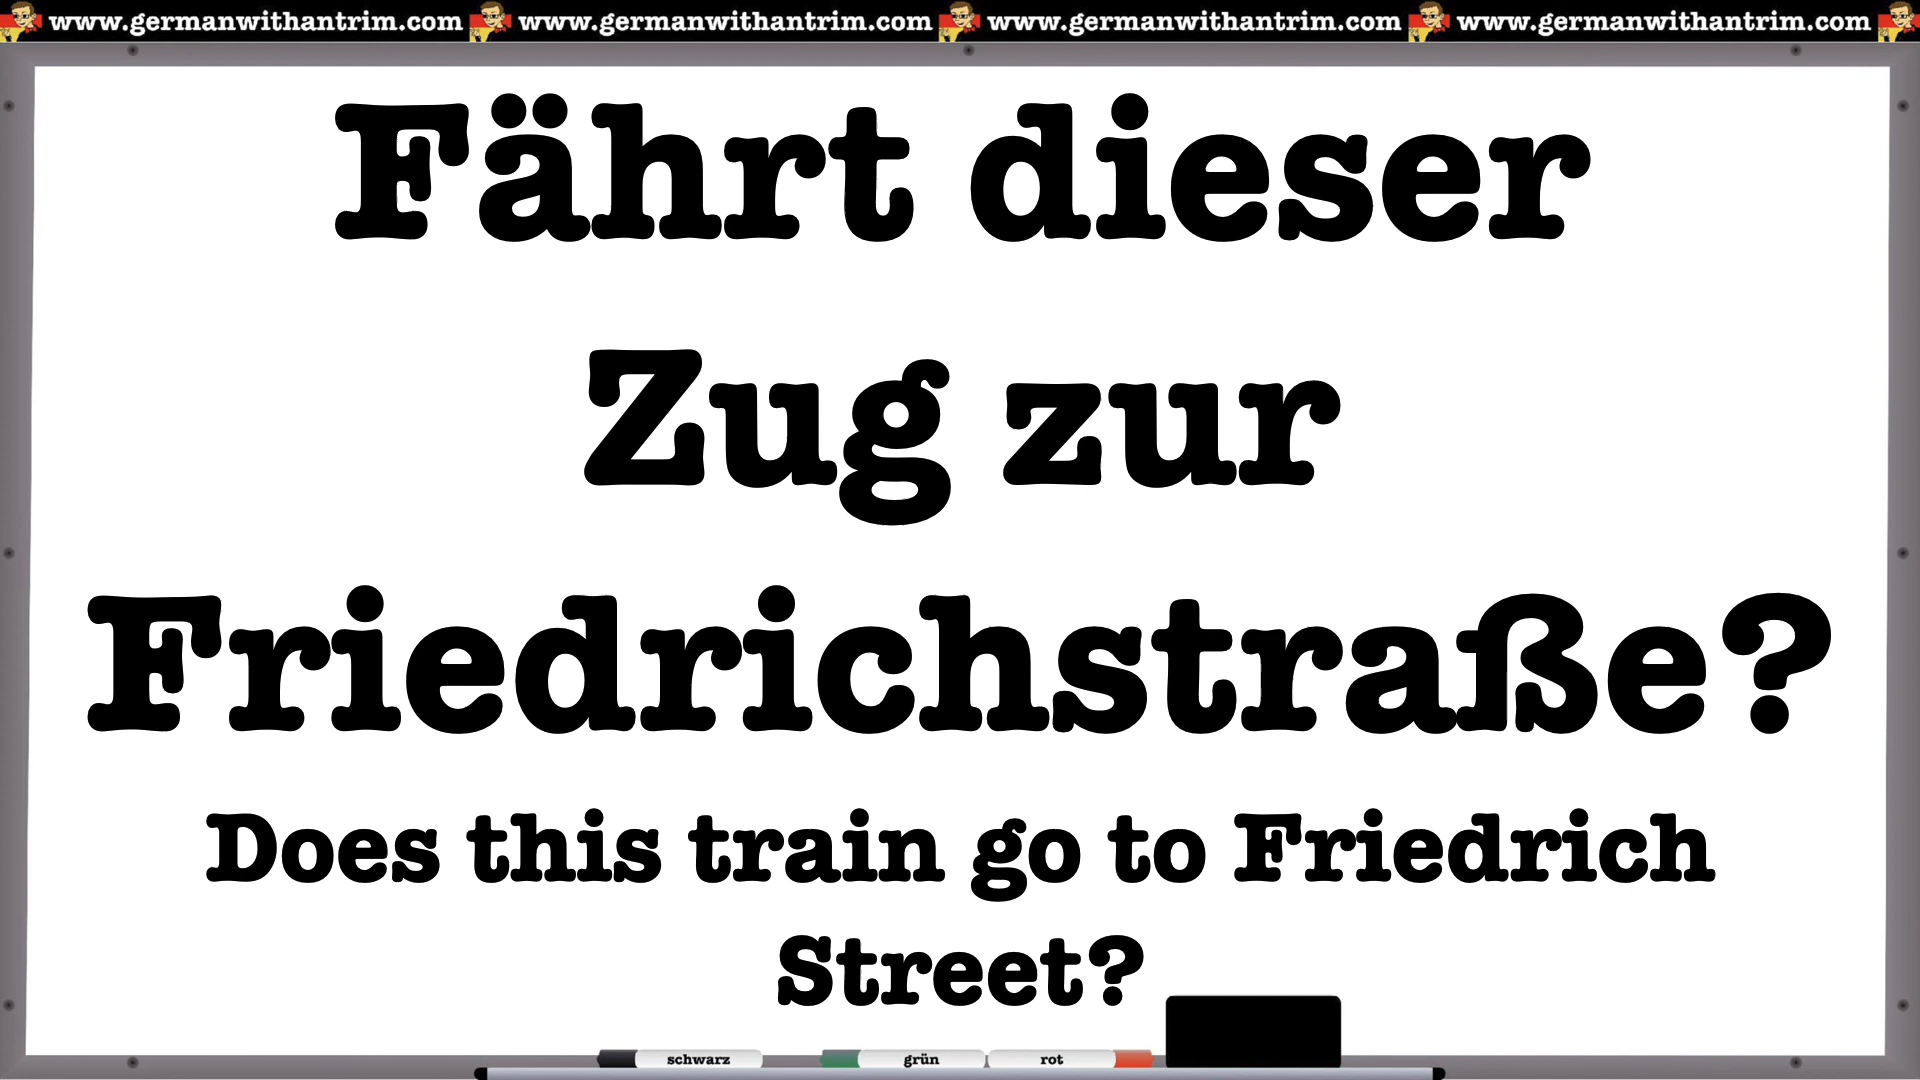 www.germanwithantrim.com www.germanwithantrim.com www.germanwithantrim.com www.germanwithantrim.com
Fährt dieser
Zug zur
Friedrichstraße?
Does this train go to Friedrich
Street?
schwarz grün rot